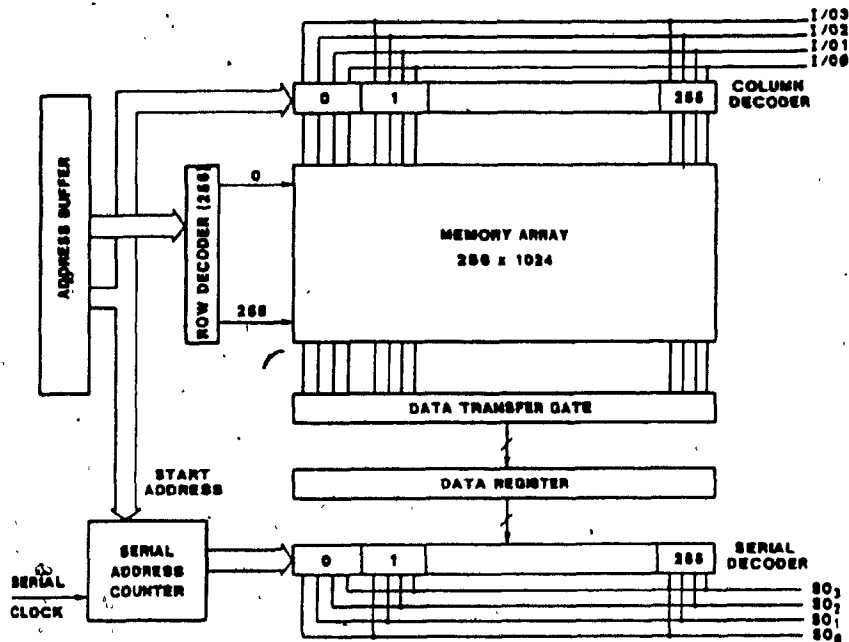 I/O3
I/O2
I/O1
I/O0
COLUMN
DECODER
0
1
255
ADDRESS BUFFER
ROW DECODER (256)
0
255
MEMORY ARRAY
256 x 1024
DATA TRANSFER GATE
DATA REGISTER
START
ADDRESS
SERIAL
ADDRESS
COUNTER
SERIAL
CLOCK
0
1
255
SERIAL
DECODER
SO3
SO2
SO1
SO0